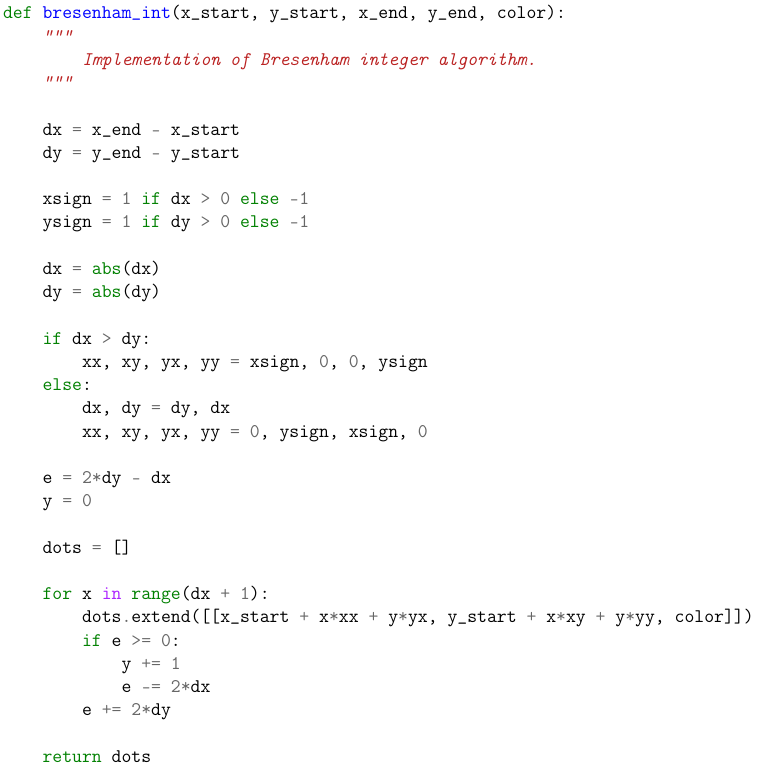 def bresenham_int(x_start, y_start, x_end, y_end, color):
    """
        Implementation of Bresenham integer algorithm.
    """

    dx = x_end - x_start
    dy = y_end - y_start

    xsign = 1 if dx > 0 else -1
    ysign = 1 if dy > 0 else -1

    dx = abs(dx)
    dy = abs(dy)

    if dx > dy:
        xx, xy, yx, yy = xsign, 0, 0, ysign
    else:
        dx, dy = dy, dx
        xx, xy, yx, yy = 0, ysign, xsign, 0

    e = 2*dy - dx
    y = 0

    dots = []

    for x in range(dx + 1):
        dots.extend([[x_start + x*xx + y*yx, y_start + x*xy + y*yy, color]])
        if e >= 0:
            y += 1
            e -= 2*dx
        e += 2*dy

    return dots